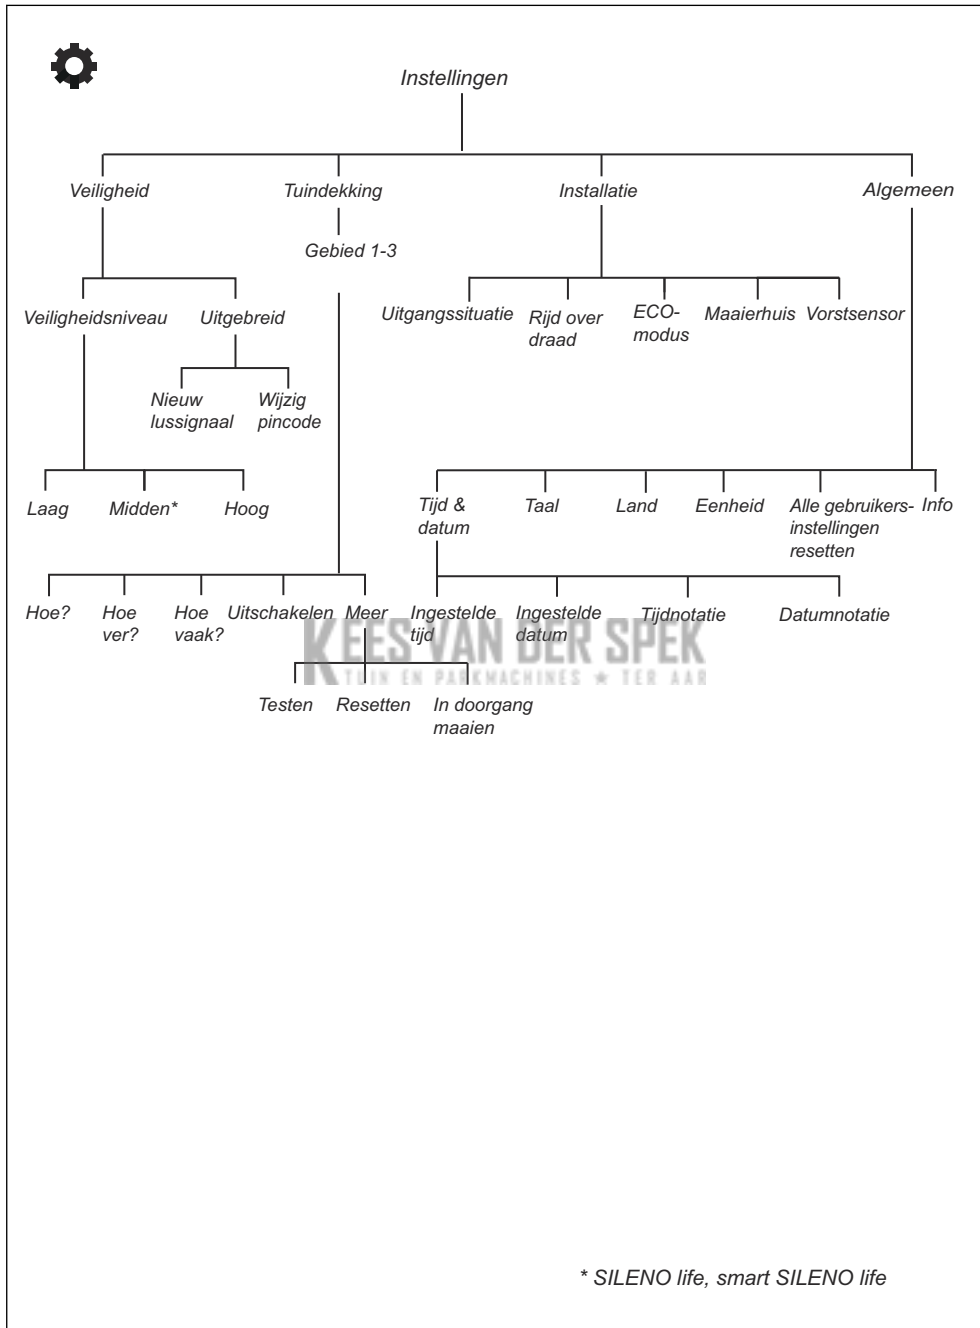 Instellingen
Veiligheid
Tuindekking
Installatie
Algemeen
Gebied 1-3
Veiligheidsniveau
Uitgebreid
Uitgangssituatie
Rijd over
draad
ECO-
modus
Maaierhuis
Vorstsensor
Nieuw
lussignaal
Wijzig
pincode
Laag
Midden*
Hoog
Tijd &
datum
Taal
Land
Eenheid
Alle gebruikers-
instellingen
resetten
Info
Hoe?
Hoe
ver?
Hoe
vaak?
Uitschakelen
Meer
Ingestelde
tijd
Ingestelde
datum
Tijdnotatie
Datumnotatie
KEES VAN DER SPEK
TUIN EN PARKMACHINES ★ TER AAR
Testen
Resetten
In doorgang
maaien
* SILENO life, smart SILENO life